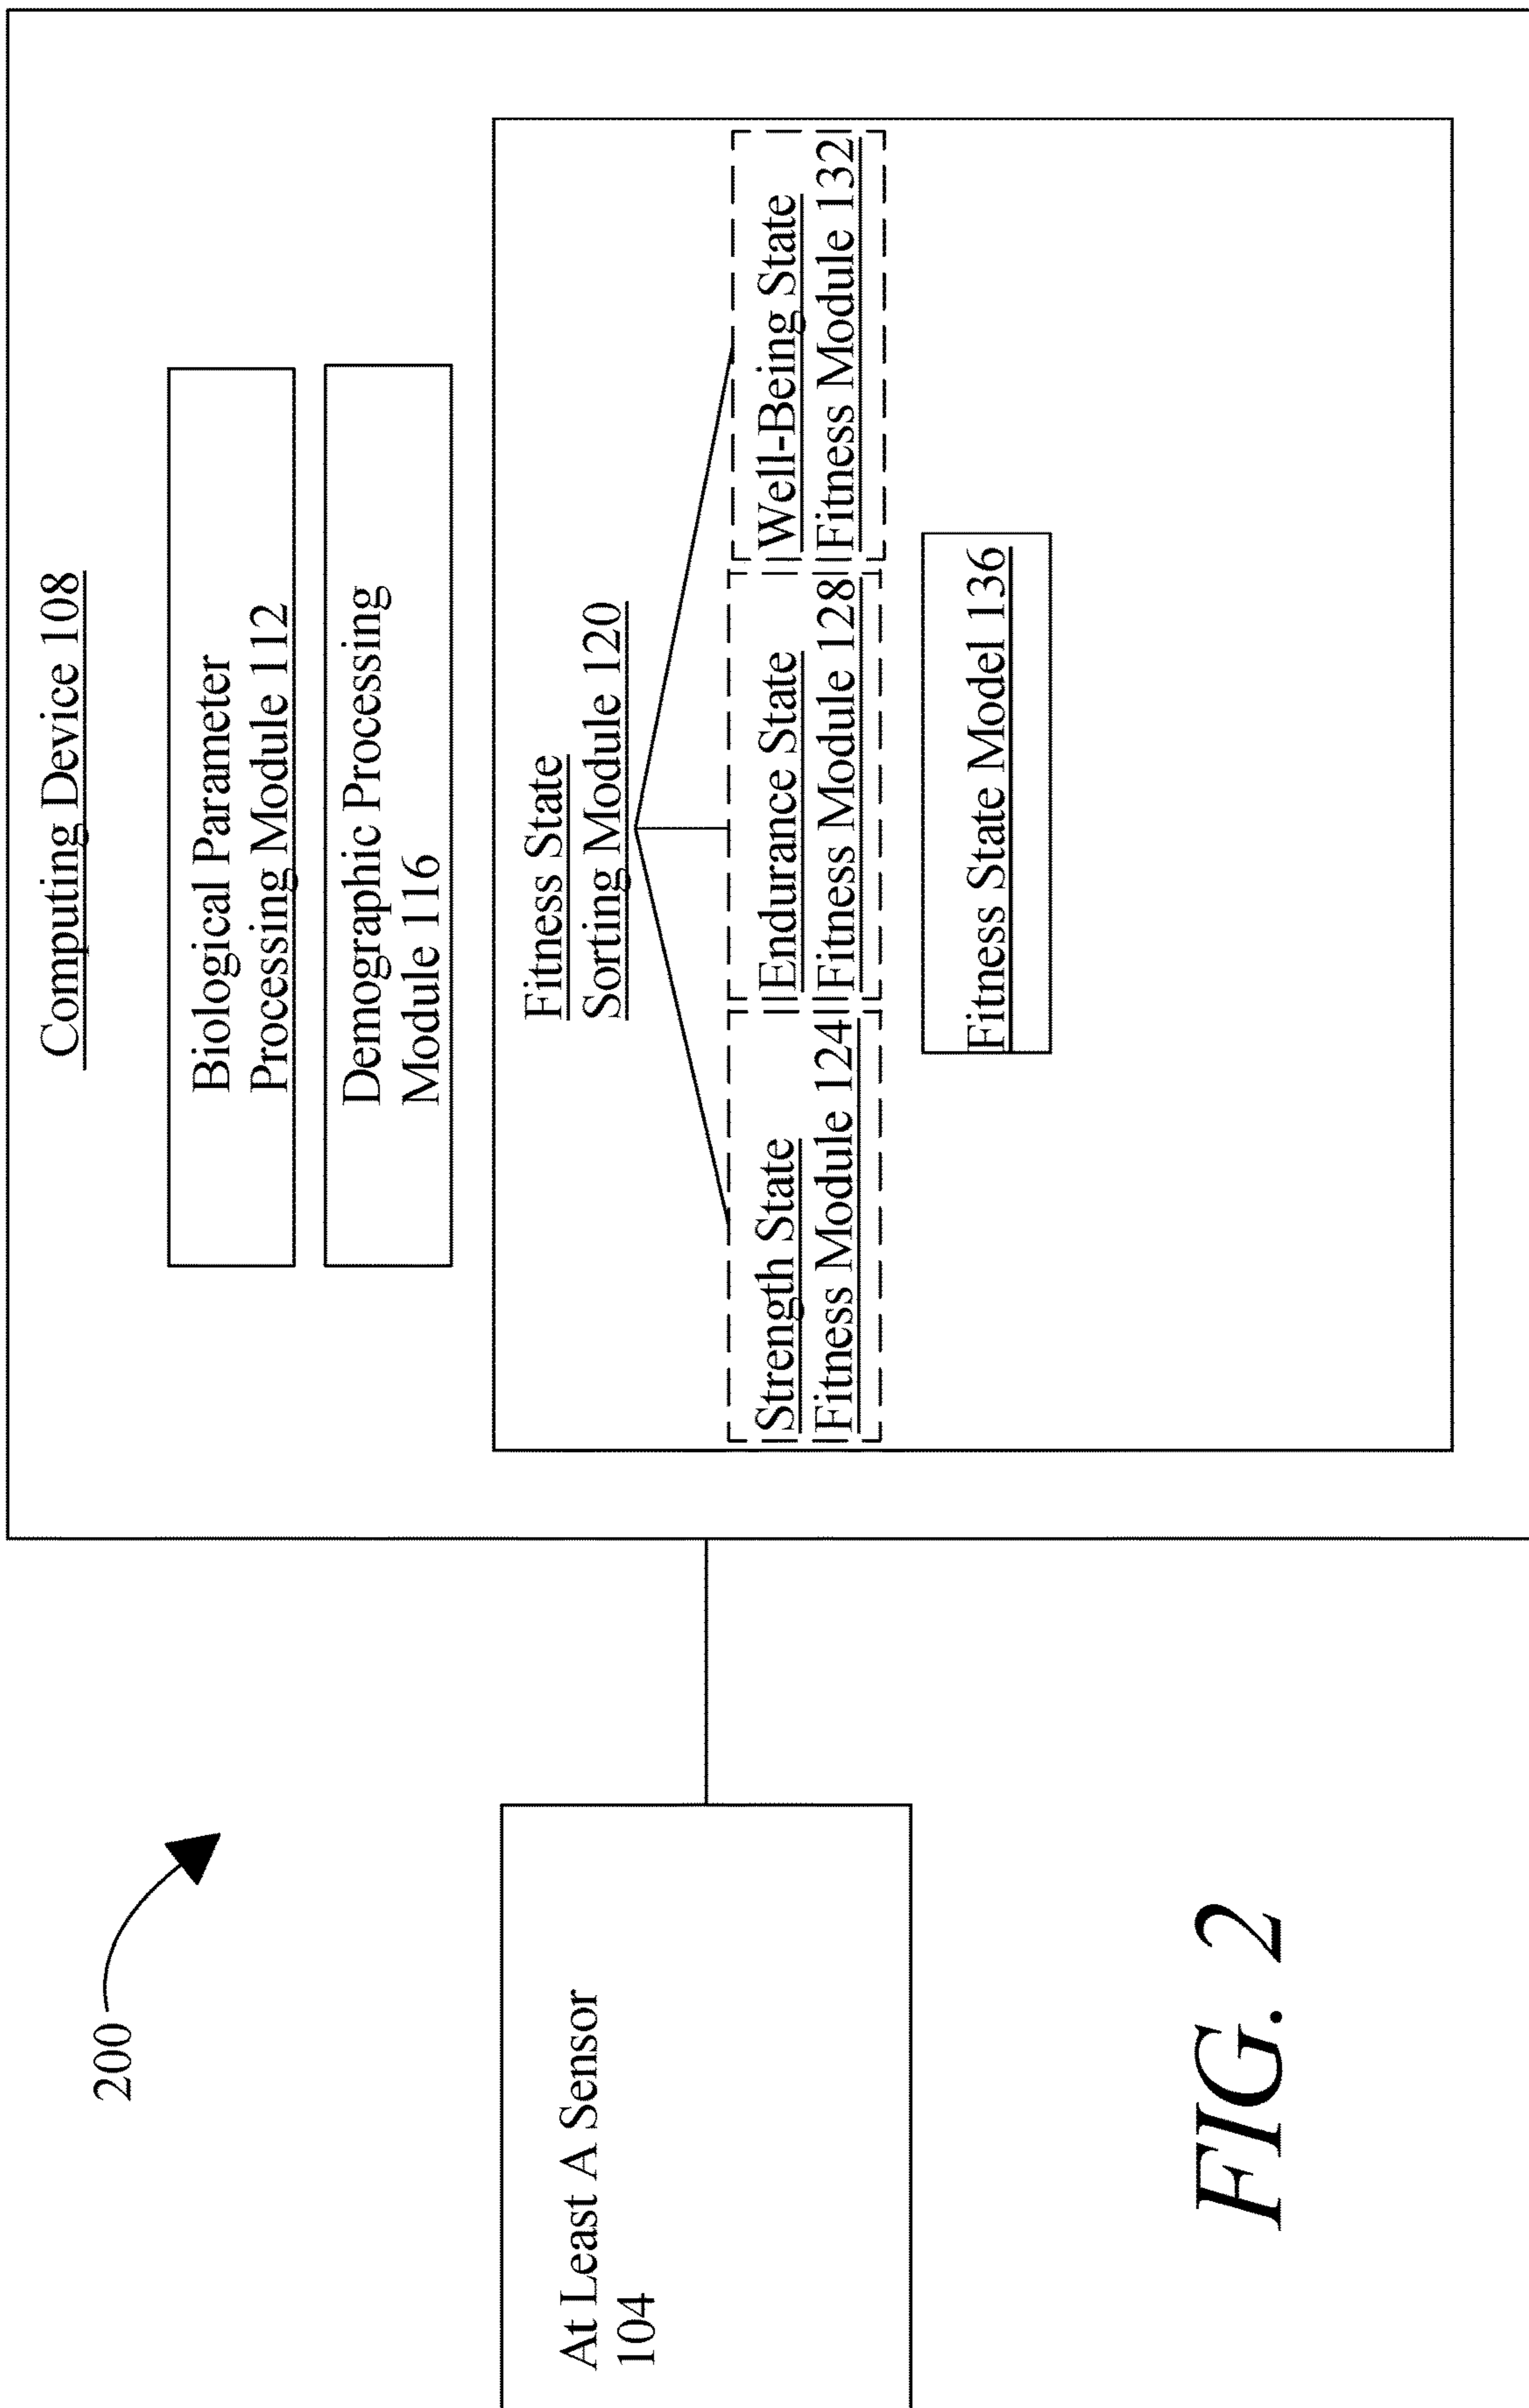 200
At Least A Sensor
104
Computing Device 108
Biological Parameter
Processing Module 112
Demographic Processing
Module 116
Fitness State
Sorting Module 120
Strength State
Fitness Module 124
Endurance State
Fitness Module 128
Well-Being State
Fitness Module 132
Fitness State Model 136
FIG. 2